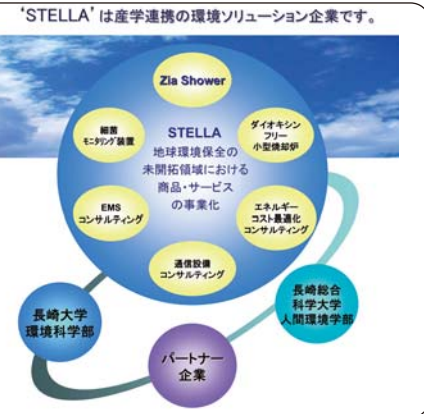 ‘STELLA’は産学連携の環境ソリューション企業です。
Zia Shower
細菌
モニタリング装置
STELLA
地球環境保全の
未開拓領域における
商品・サービス
の事業化
ダイオキシン
フリー
小型焼却炉
EMS
コンサルティング
エネルギー
コスト最適化
コンサルティング
通信設備
コンサルティング
長崎大学
環境科学部
パートナー
企業
長崎総合
科学大学
人間環境学部